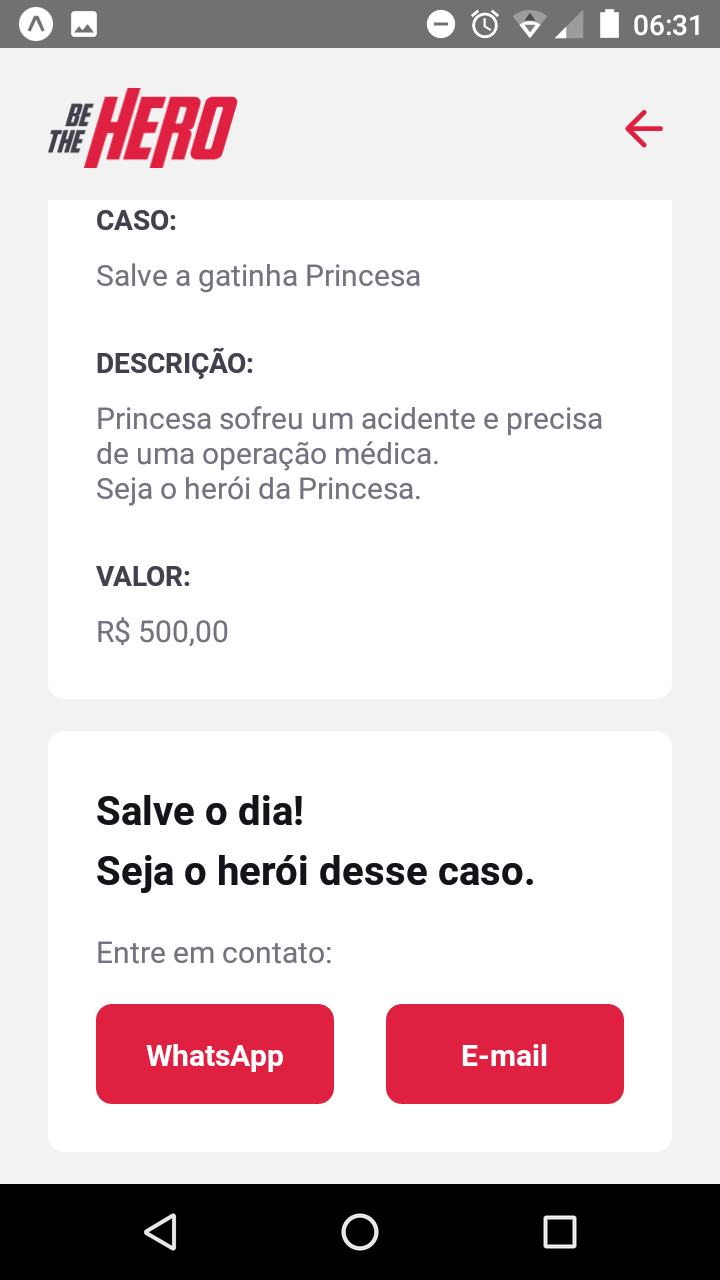 06:31
BE THE HERO
CASO:
Salve a gatinha Princesa
DESCRIÇÃO:
Princesa sofreu um acidente e precisa
de uma operação médica.
Seja o herói da Princesa.
VALOR:
R$ 500,00
Salve o dia!
Seja o herói desse caso.
Entre em contato:
WhatsApp
E-mail